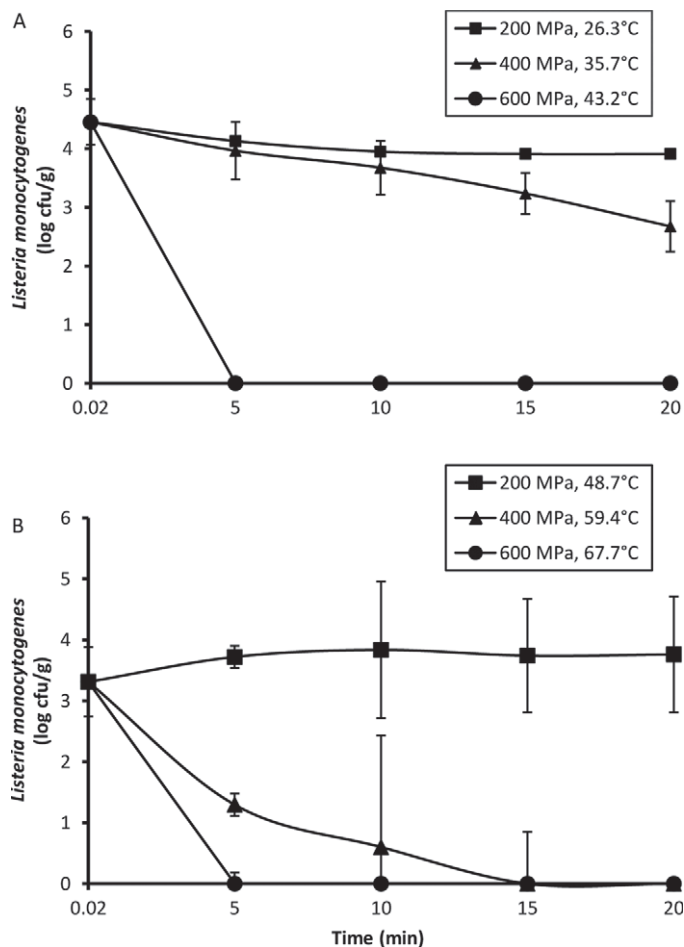 A
200 MPa, 26.3°C
400 MPa, 35.7°C
600 MPa, 43.2°C
Listeria monocytogenes
(log cfu/g)
6
5
4
3
2
1
0
0.02 5 10 15 20
B
200 MPa, 48.7°C
400 MPa, 59.4°C
600 MPa, 67.7°C
Listeria monocytogenes
(log cfu/g)
6
5
4
3
2
1
0
0.02 5 10 15 20
Time (min)